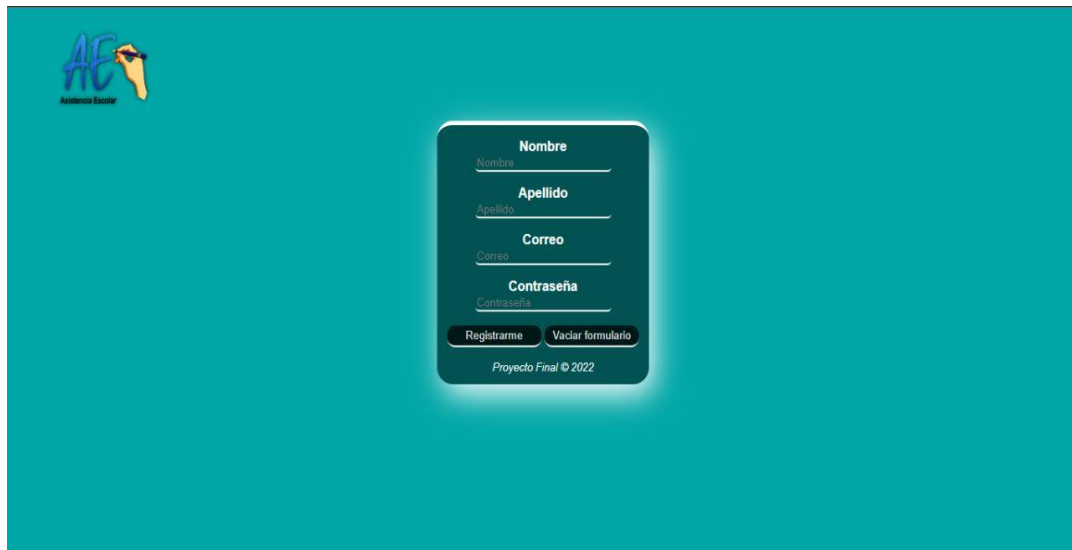 AE
Asistencia Escolar
Nombre
Nombre
Apellido
Apellido
Correo
Correo
Contraseña
Contraseña
Registrarme Vaciar formulario
Proyecto Final © 2022